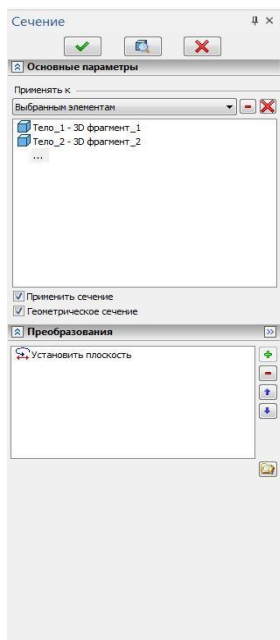 Сечение
Основные параметры
Применять к
Выбранным элементам
Тело_1 - 3D фрагмент_1
Тело_2 - 3D фрагмент_2
...
Применить сечение
Геометрическое сечение
Преобразования
Установить плоскость